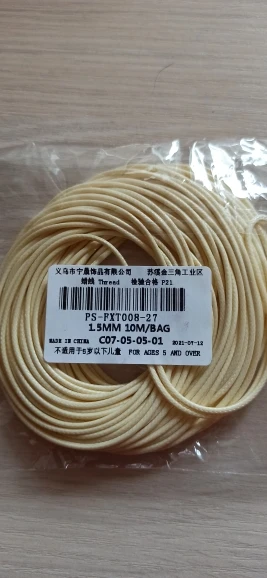 义乌市宁晨饰品有限公司 苏溪金三角工业区
蜡线 Thread 检验合格 P21
PS-FXT008-27
1.5MM 10M/BAG
MADE IN CHINA C07-05-05-01 2021-07-12
不适用于5岁以下儿童 FOR AGES 5 AND OVER